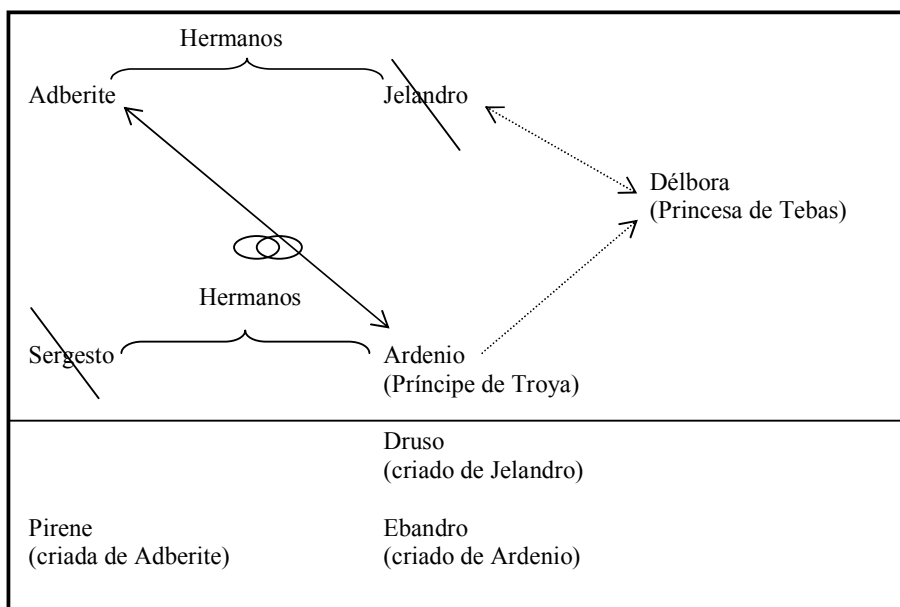 Hermanos
Adberite Jelandro
Délbora
(Princesa de Tebas)
Hermanos
Sergesto Ardenio
(Príncipe de Troya)
Druso
(criado de Jelandro)
Pirene Ebandro
(criada de Adberite) (criado de Ardenio)